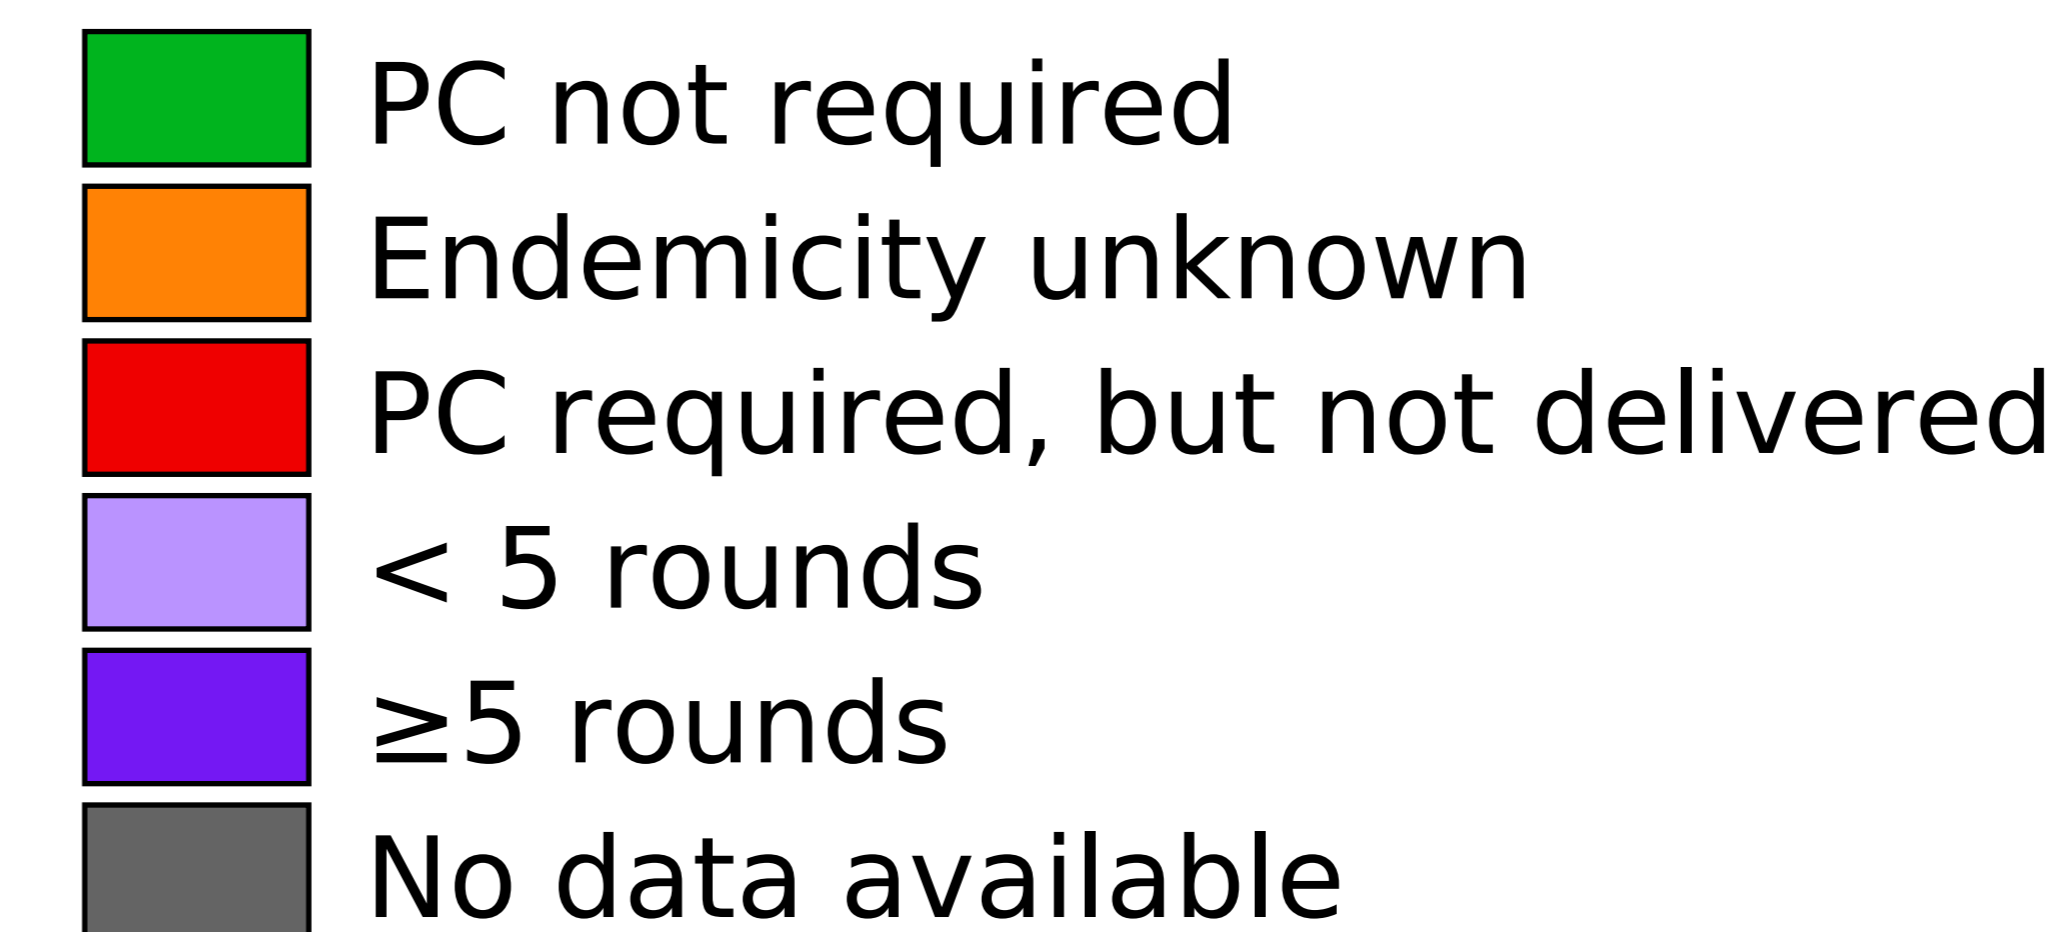 PC not required
Endemicity unknown
PC required, but not delivered
< 5 rounds
≥5 rounds
No data available